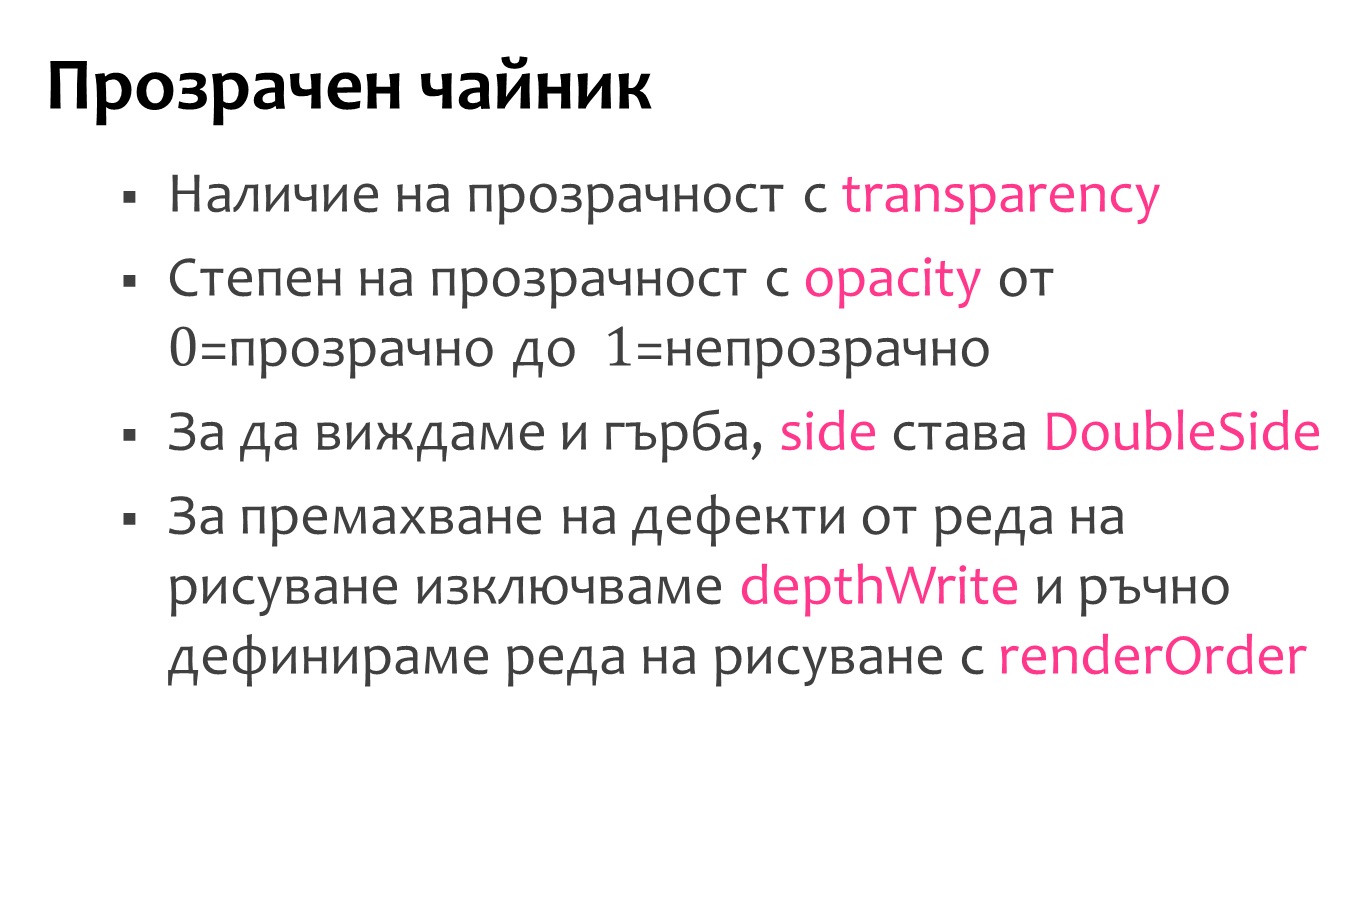 Прозрачен чайник
▪ Наличие на прозрачност с transparency
▪ Степен на прозрачност с opacity от
0=прозрачно до 1=непрозрачно
▪ За да виждаме и гърба, side става DoubleSide
▪ За премахване на дефекти от реда на
рисуване изключваме depthWrite и ръчно
дефинираме реда на рисуване с renderOrder